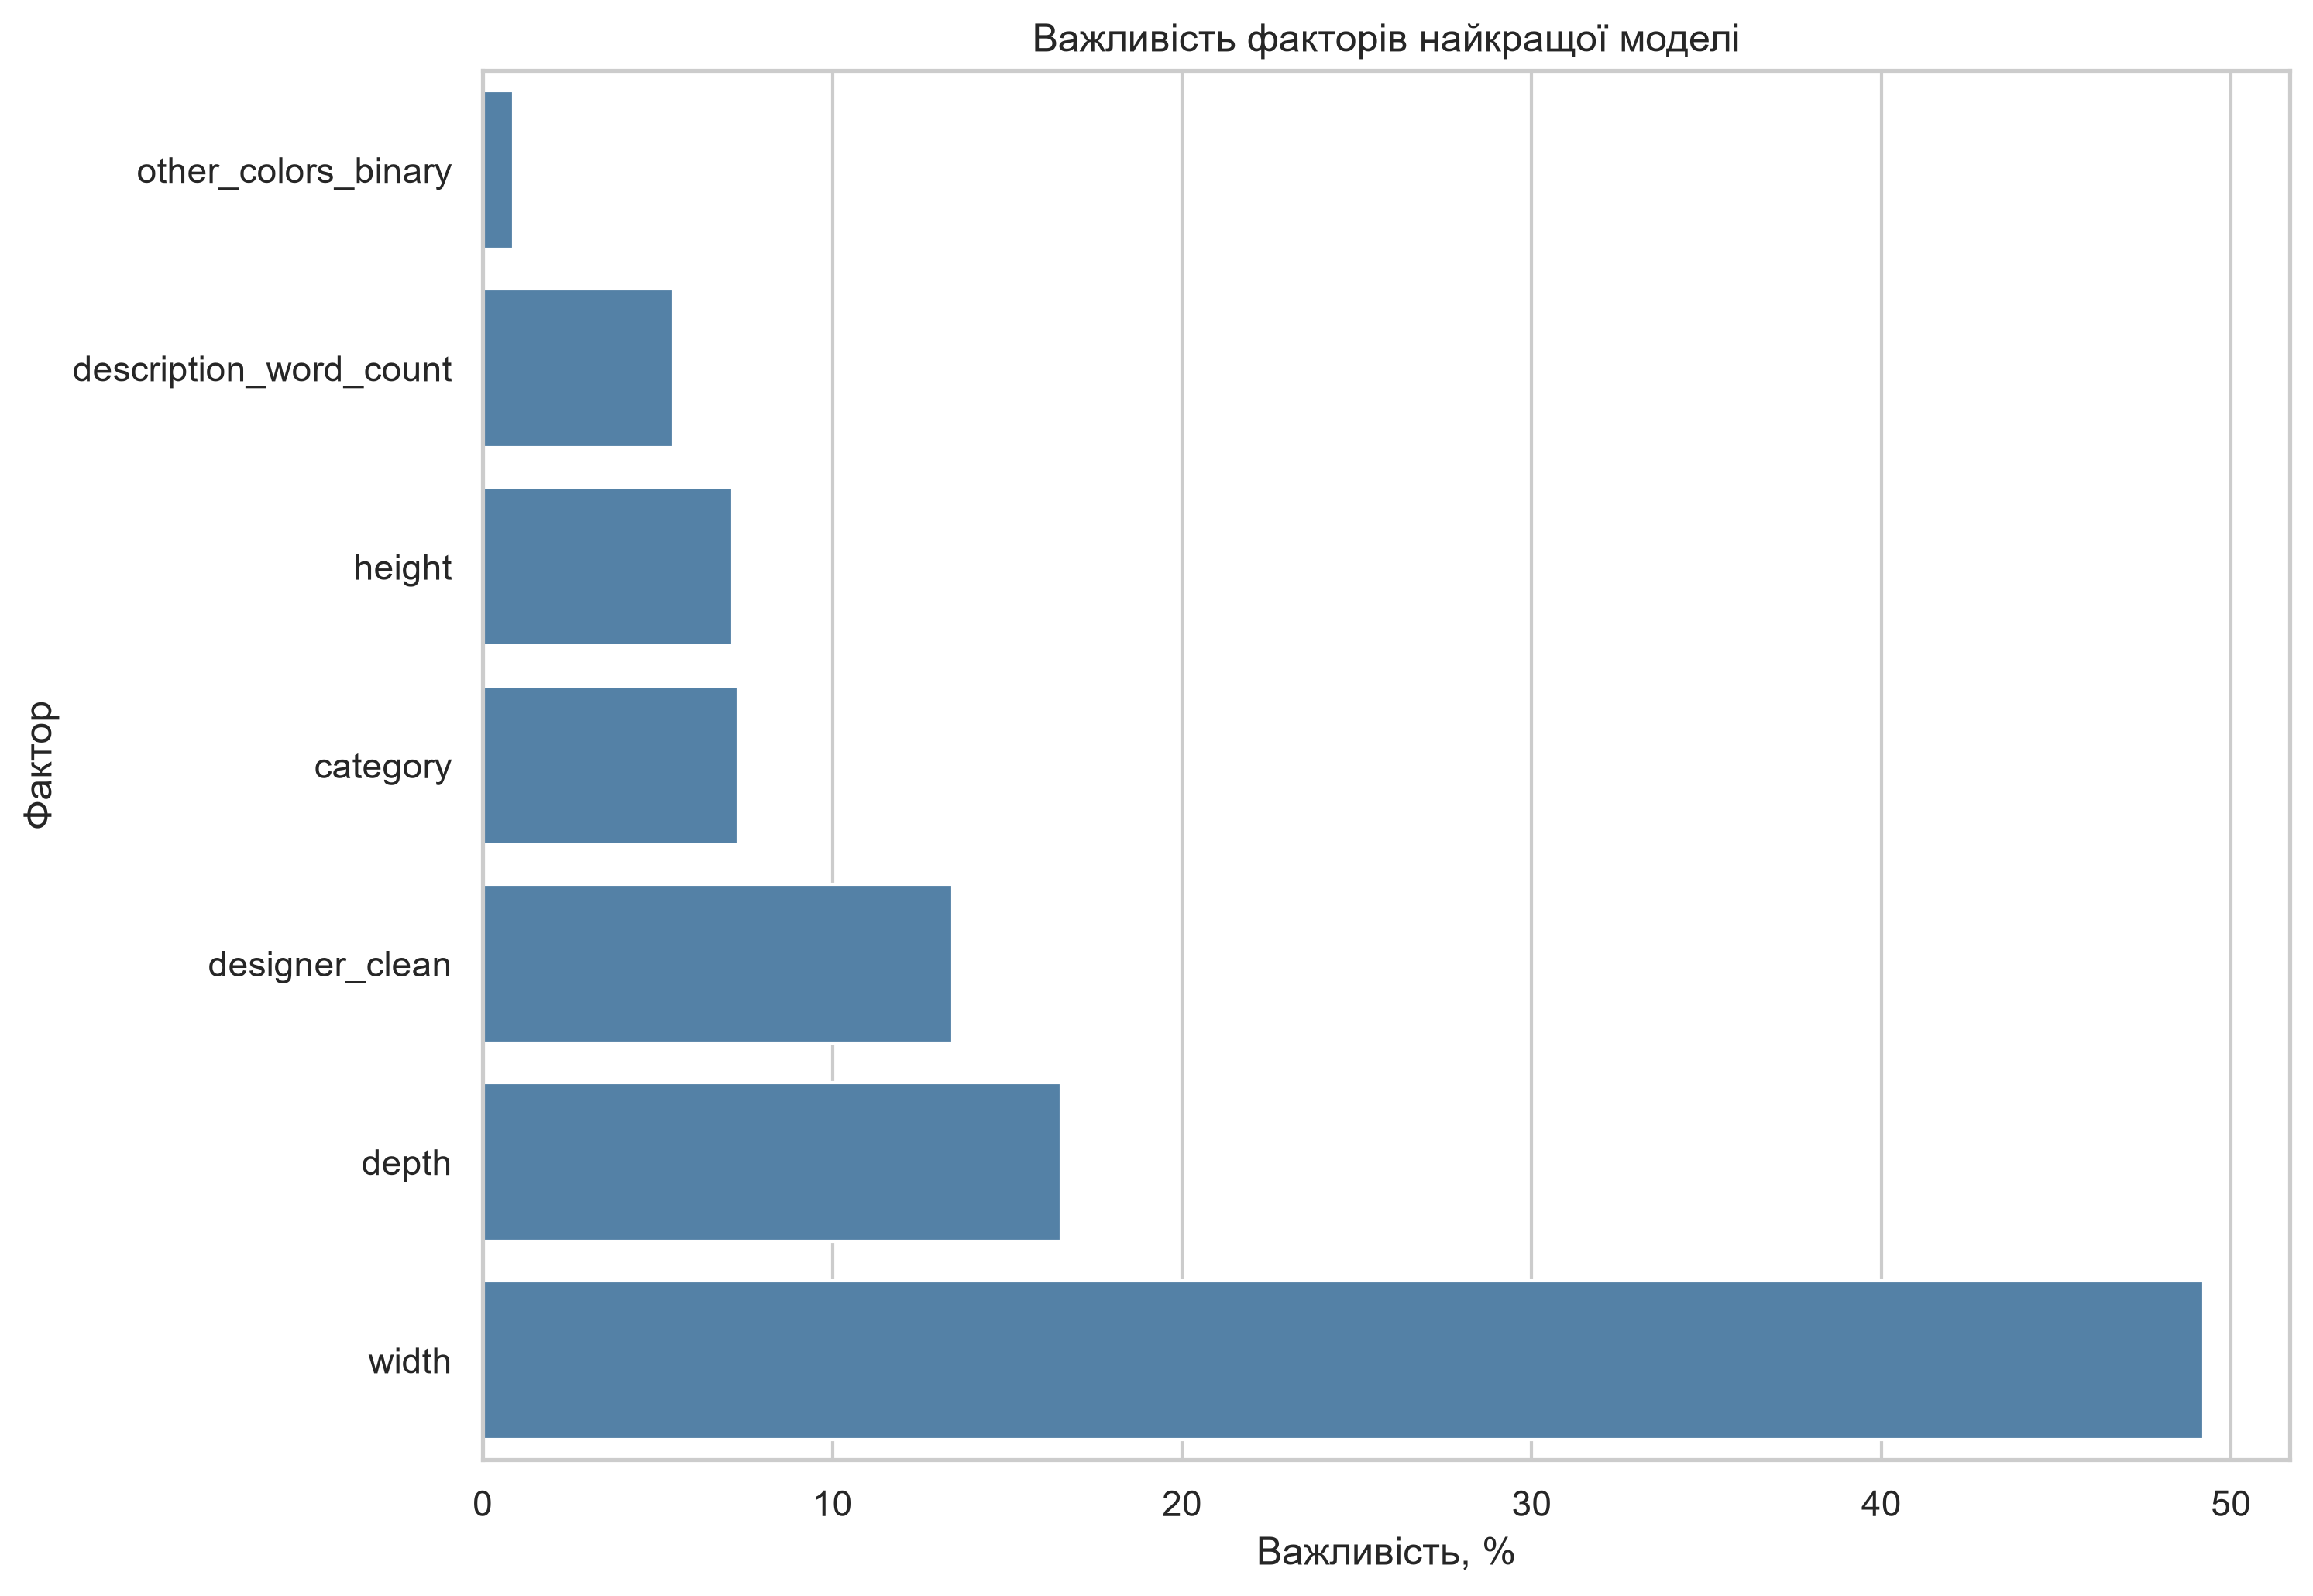 Важливість факторів найкращої моделі
Фактор
other_colors_binary
description_word_count
height
category
designer_clean
depth
width
0 10 20 30 40 50
Важливість, %